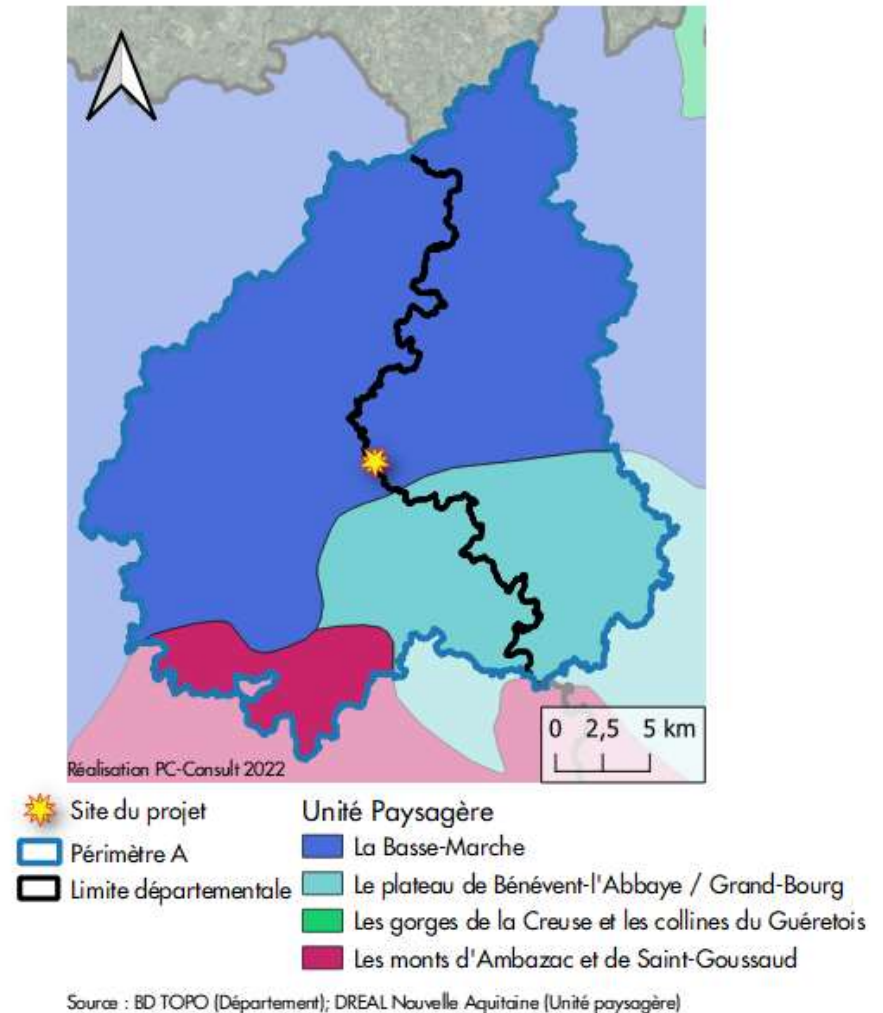 0 2,5 5 km
Réalisation PC-Consult 2022
Site du projet
Périmètre A
Limite départementale
Unité Paysagère
La Basse-Marche
Le plateau de Bénévent-l'Abbaye / Grand-Bourg
Les gorges de la Creuse et les collines du Guéretois
Les monts d'Ambazac et de Saint-Goussaud
Source : BD TOPO (Département); DREAL Nouvelle Aquitaine (Unité paysagère)